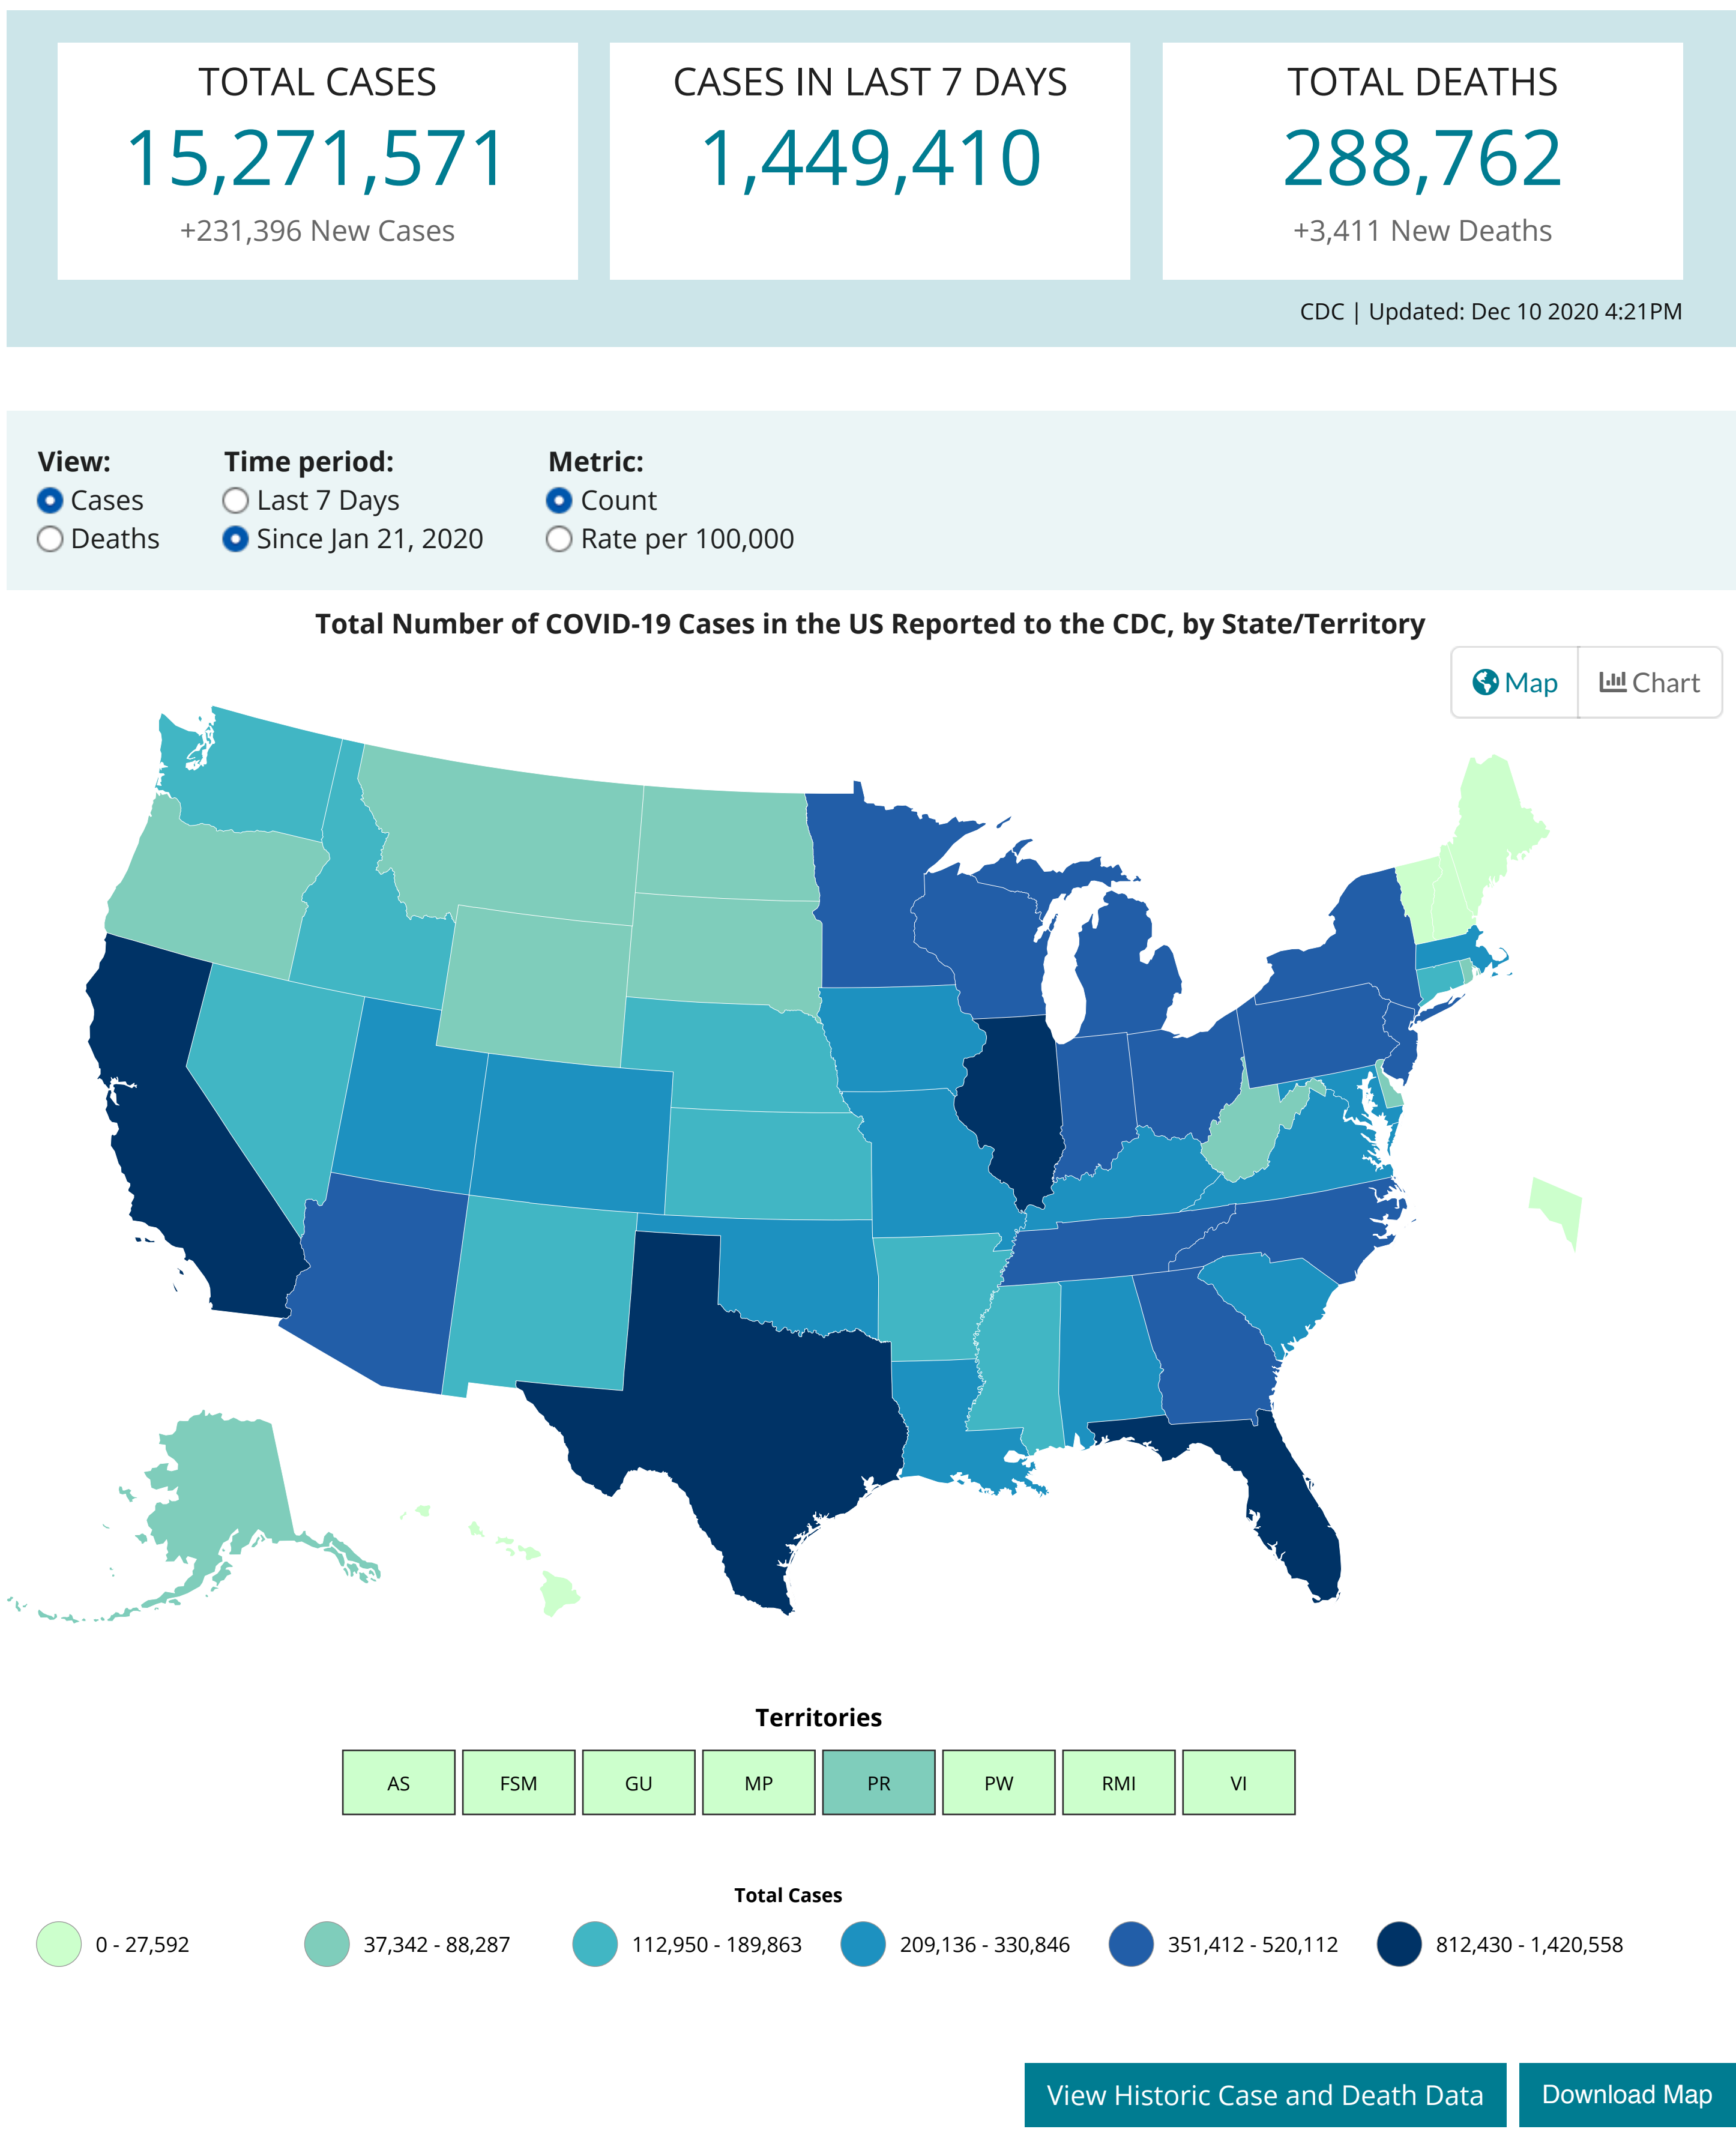 TOTAL CASES
15,271,571
+231,396 New Cases
CASES IN LAST 7 DAYS
1,449,410
TOTAL DEATHS
288,762
+3,411 New Deaths
CDC | Updated: Dec 10 2020 4:21PM
View:
Cases
Deaths
Time period:
Last 7 Days
Since Jan 21, 2020
Metric:
Count
Rate per 100,000
Total Number of COVID-19 Cases in the US Reported to the CDC, by State/Territory
Map
Chart
Territories
AS FSM GU MP PR PW RMI VI
Total Cases
0 - 27,592 37,342 - 88,287 112,950 - 189,863 209,136 - 330,846 351,412 - 520,112 812,430 - 1,420,558
View Historic Case and Death Data
Download Map